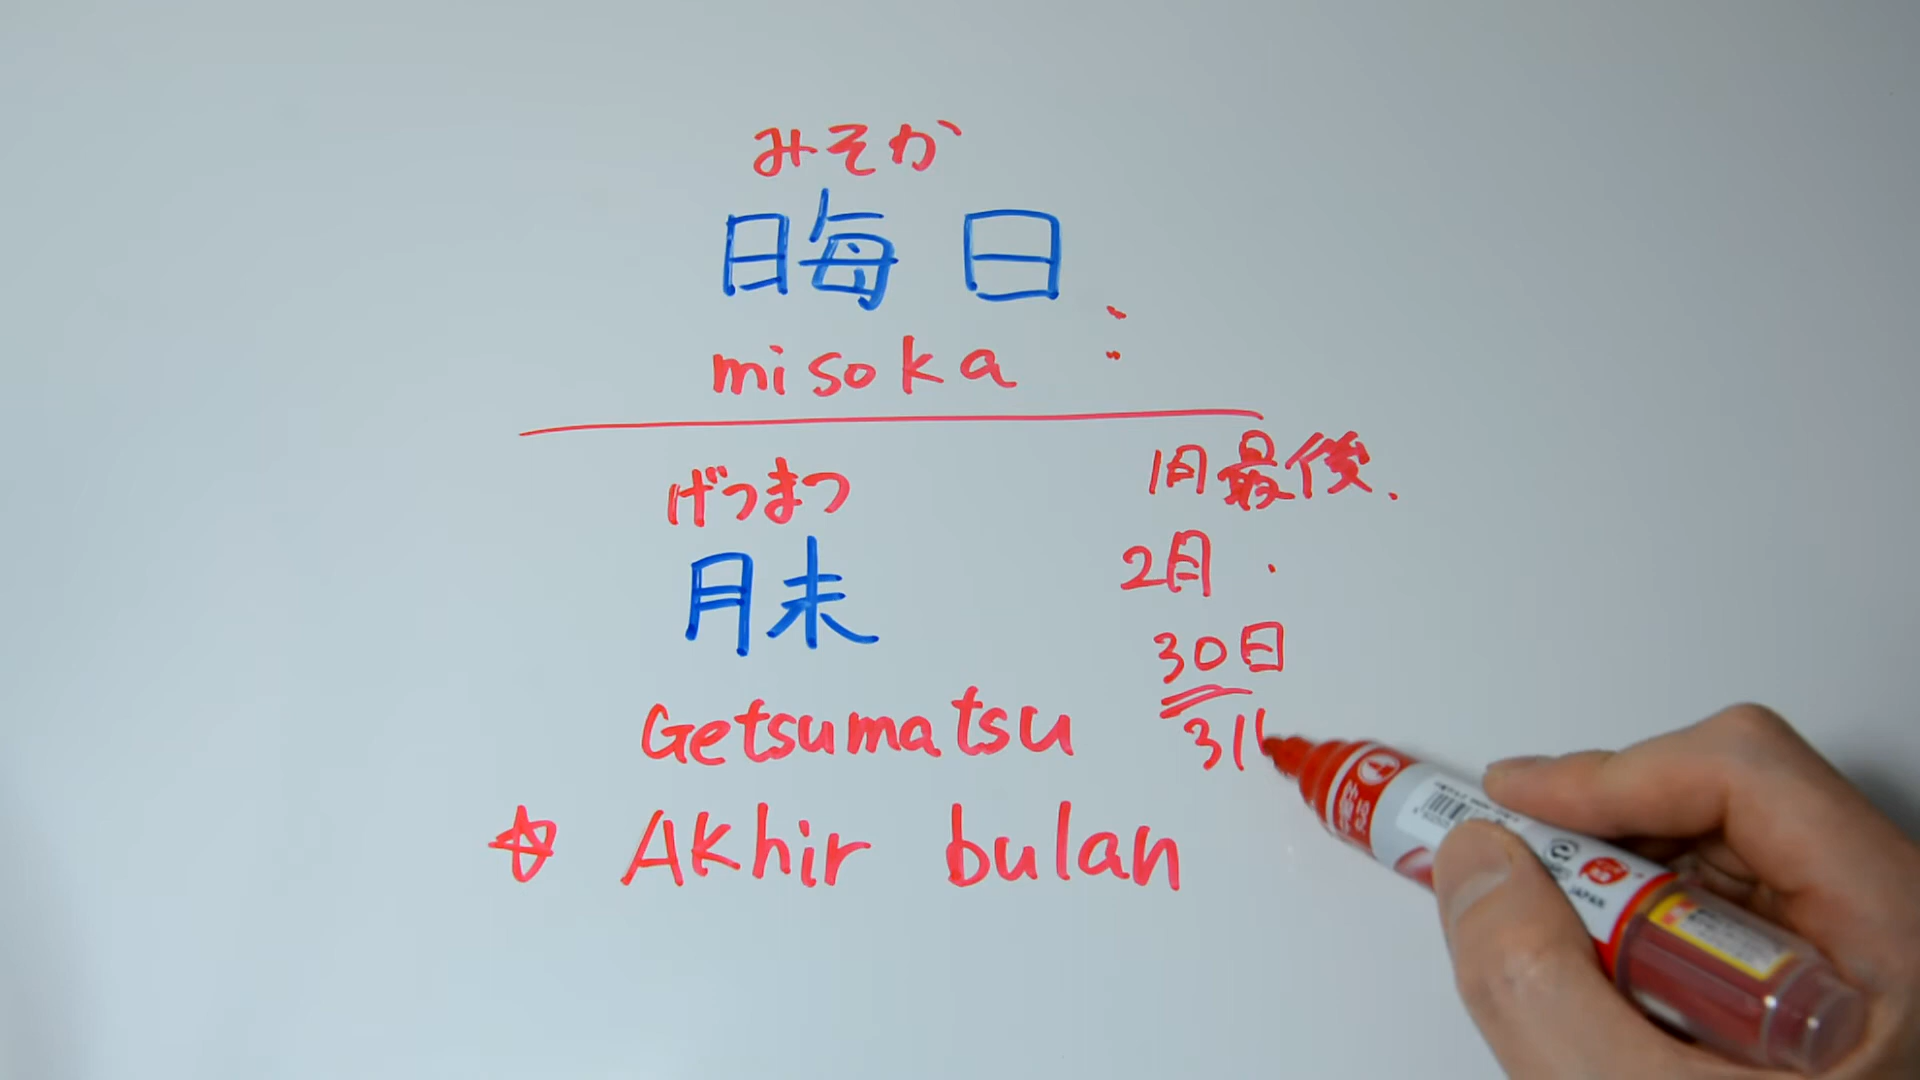 みそか
晦日
misoka :
げつまつ
月末
Getsumatsu
☆ Akhir bulan
1月最後.
2月 .
30日
31
JAPAN